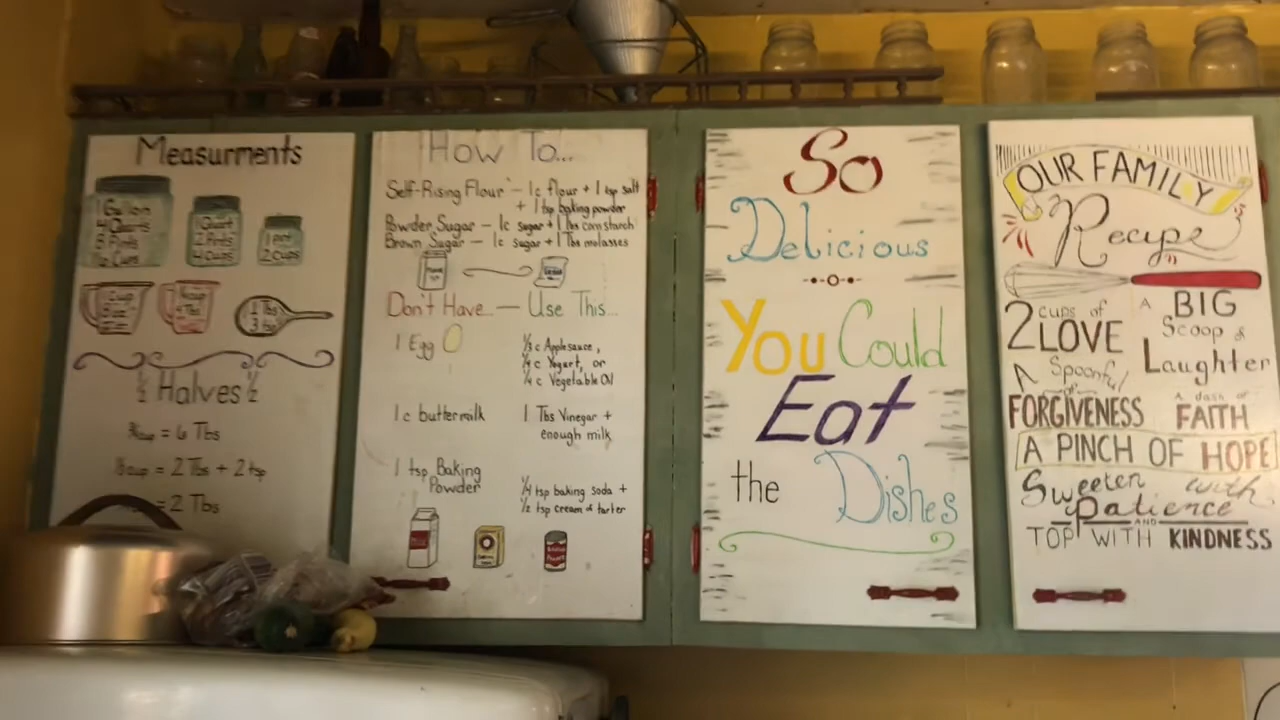 Measurments
1 Gallon
4 Quarts
8 Pints
16 Cups
1 Quart
2 Pints
4 cups
1 pint
2 cups
1 cup
1 Tbs
½ Halves ½
= 6 Tbs
= 2 Tbs + 2 tsp
= 2 Tbs
How To...
Self-Rising Flour - 1c flour + 1 tsp salt
+ 1 tsp baking powder
Powder Sugar - 1c sugar + 1 Tbs cornstarch
Brown Sugar - 1c sugar + 1 Tbs molasses
Don't Have... - Use This...
1 Egg
⅓ c Applesauce,
¼ c Yogurt, or
¼ c Vegetable Oil
1c buttermilk
1 Tbs Vinegar +
enough milk
1 tsp Baking
Powder
¼ tsp baking soda +
½ tsp cream of tarter
So
Delicious
You Could
Eat
the Dishes
OUR FAMILY
Recipe
2 cups of
LOVE
A BIG
Scoop of
Laughter
A Spoonful
of
FORGIVENESS
A dash of
FAITH
A PINCH OF HOPE
Sweeten with
Patience
AND
TOP WITH KINDNESS